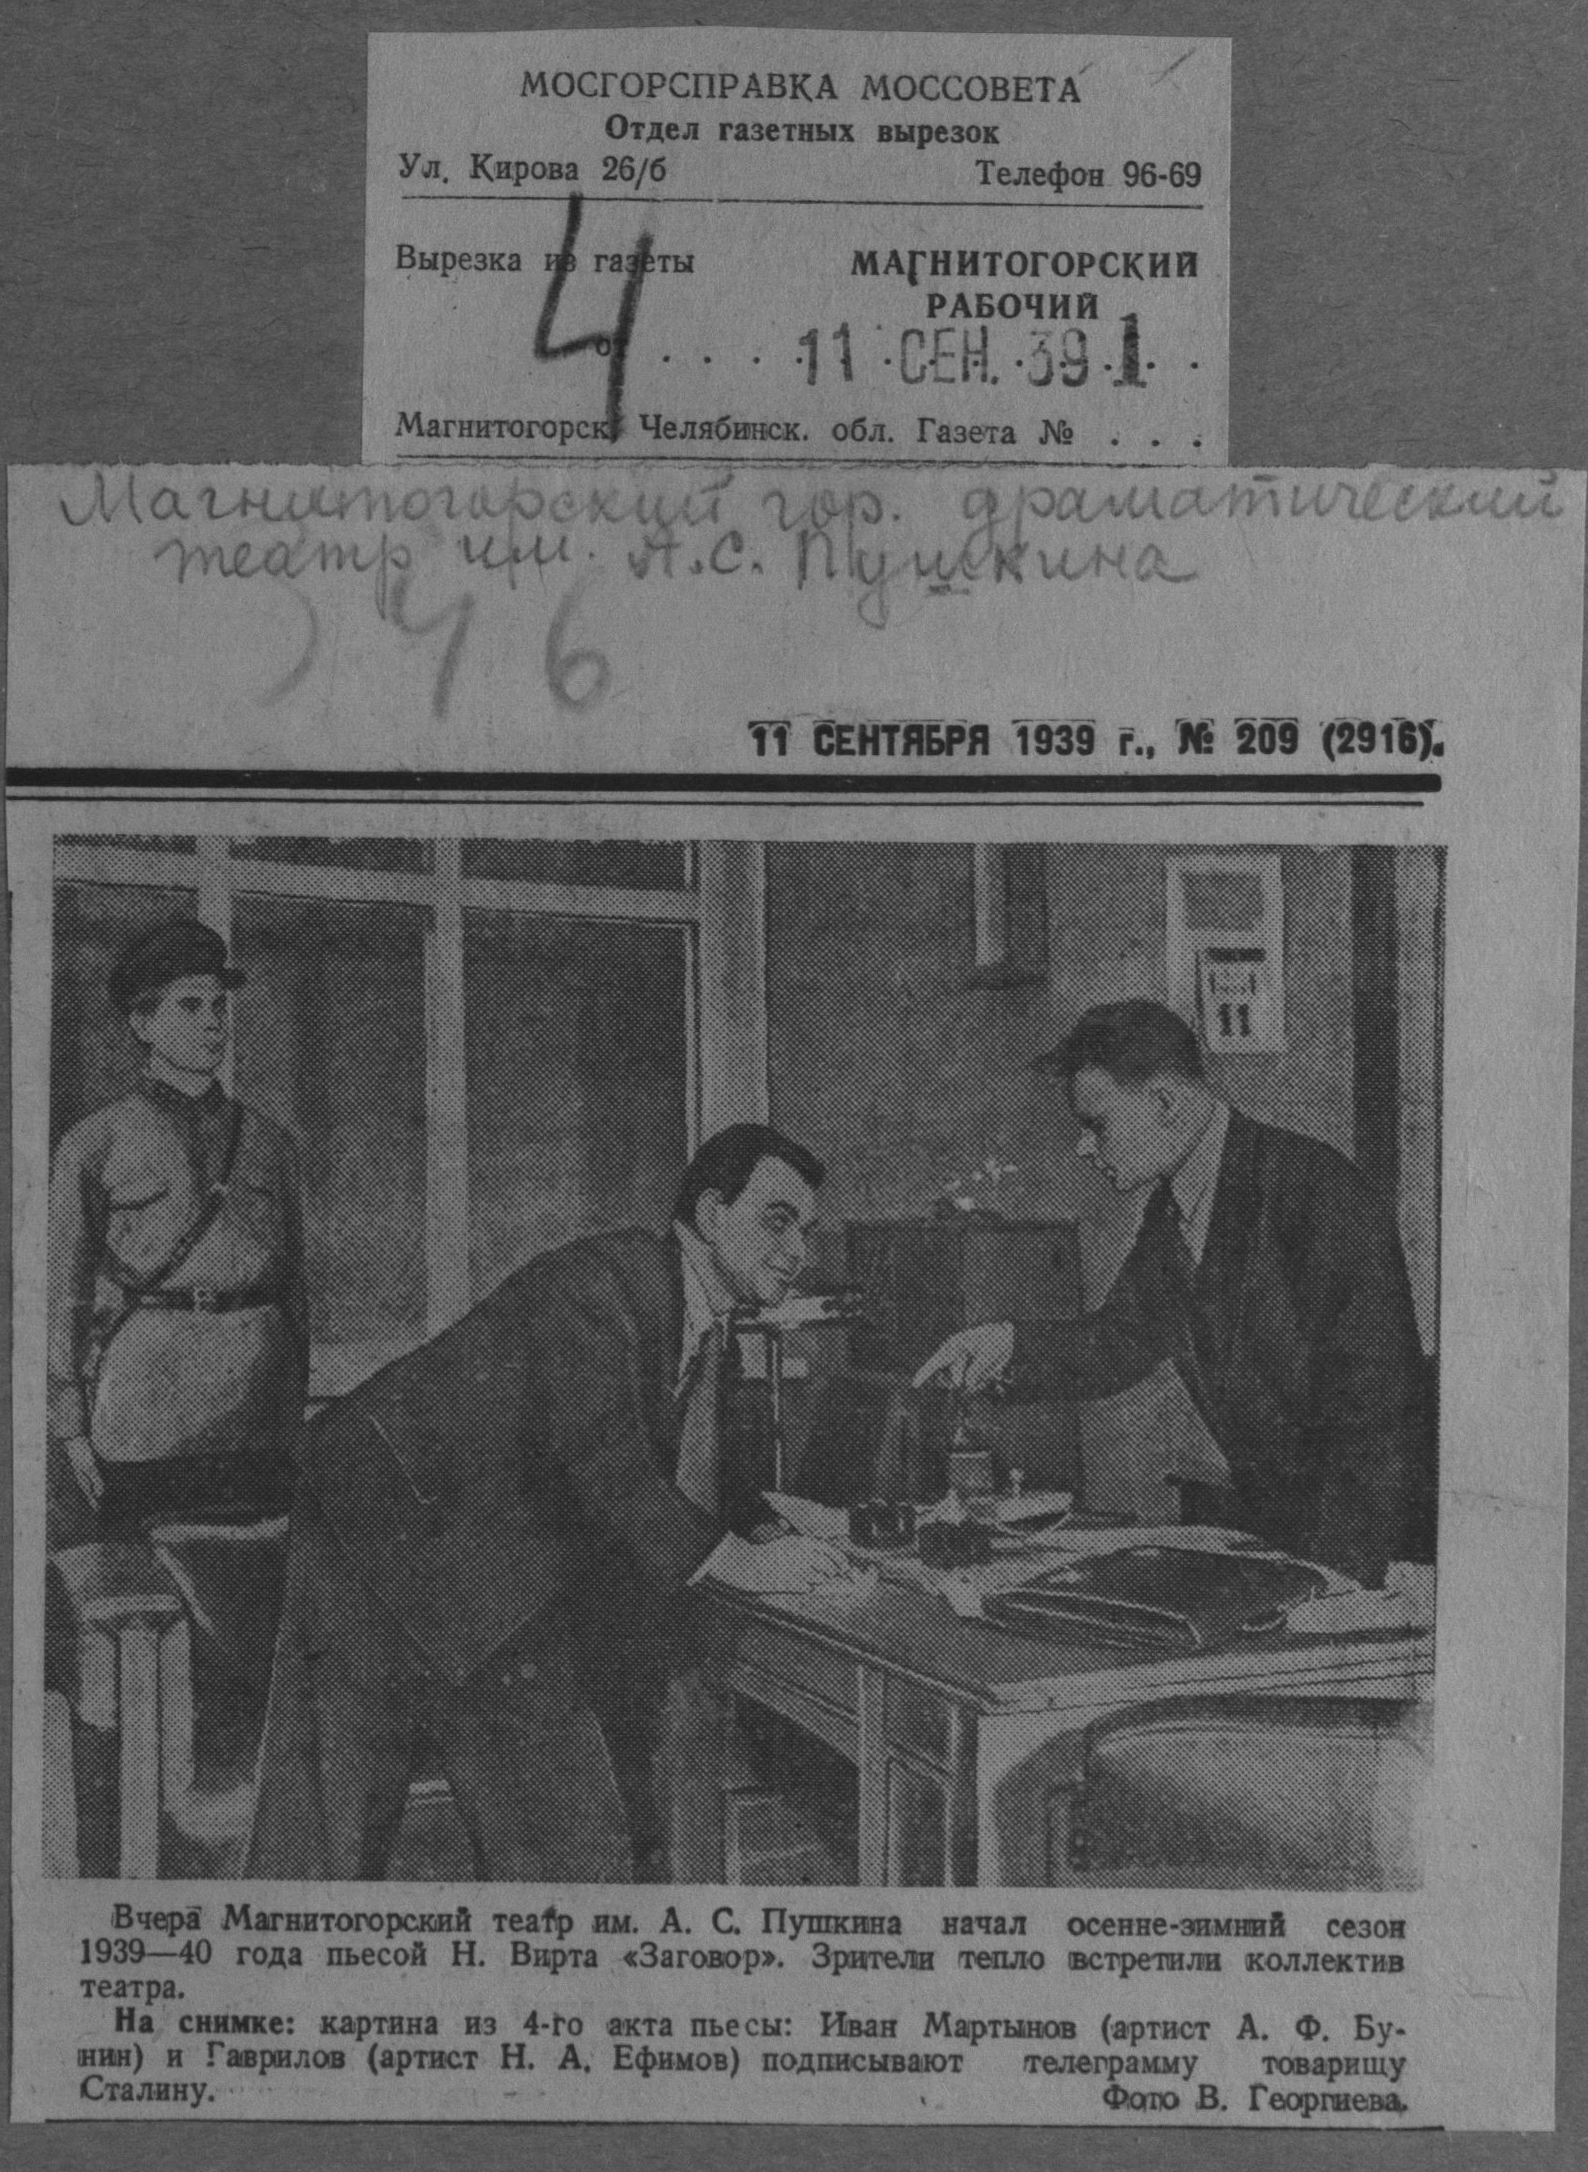 МОСГОРСПРАВКА МОССОВЕТА
Отдел газетных вырезок
Ул. Кирова 26/б Телефон 96-69
Вырезка из газеты МАГНИТОГОРСКИЙ
РАБОЧИЙ
4
от . . . . 11 СЕН. 39 1 . .
Магнитогорск, Челябинск. обл. Газета № . . .
Магнитогорский гор. драматический
театр им. А.С. Пушкина
46
11 СЕНТЯБРЯ 1939 г., № 209 (2916).
11
Вчера Магнитогорский театр им. А. С. Пушкина начал осенне-зимний сезон
1939—40 года пьесой Н. Вирта «Заговор». Зрители тепло встретили коллектив
театра.
На снимке: картина из 4-го акта пьесы: Иван Мартынов (артист А. Ф. Бу-
нин) и Гаврилов (артист Н. А. Ефимов) подписывают телеграмму товарищу
Сталину. Фото В. Георгиева.